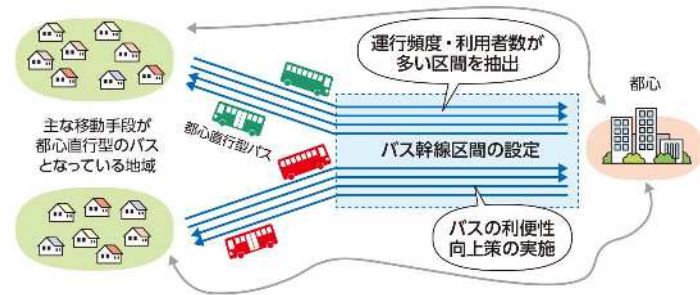 運行頻度・利用者数が
多い区間を抽出
都心
主な移動手段が
都心直行型のバス
となっている地域
都心直行型バス
バス幹線区間の設定
バスの利便性
向上策の実施